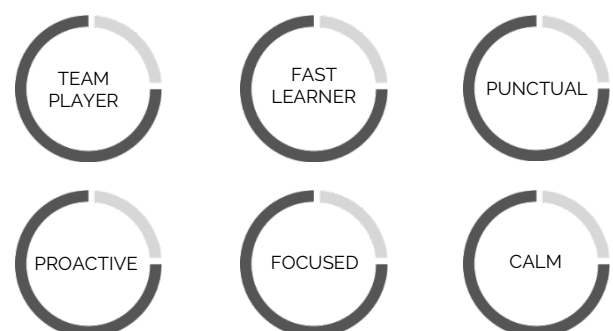 TEAM
PLAYER
FAST
LEARNER
PUNCTUAL
PROACTIVE
FOCUSED
CALM